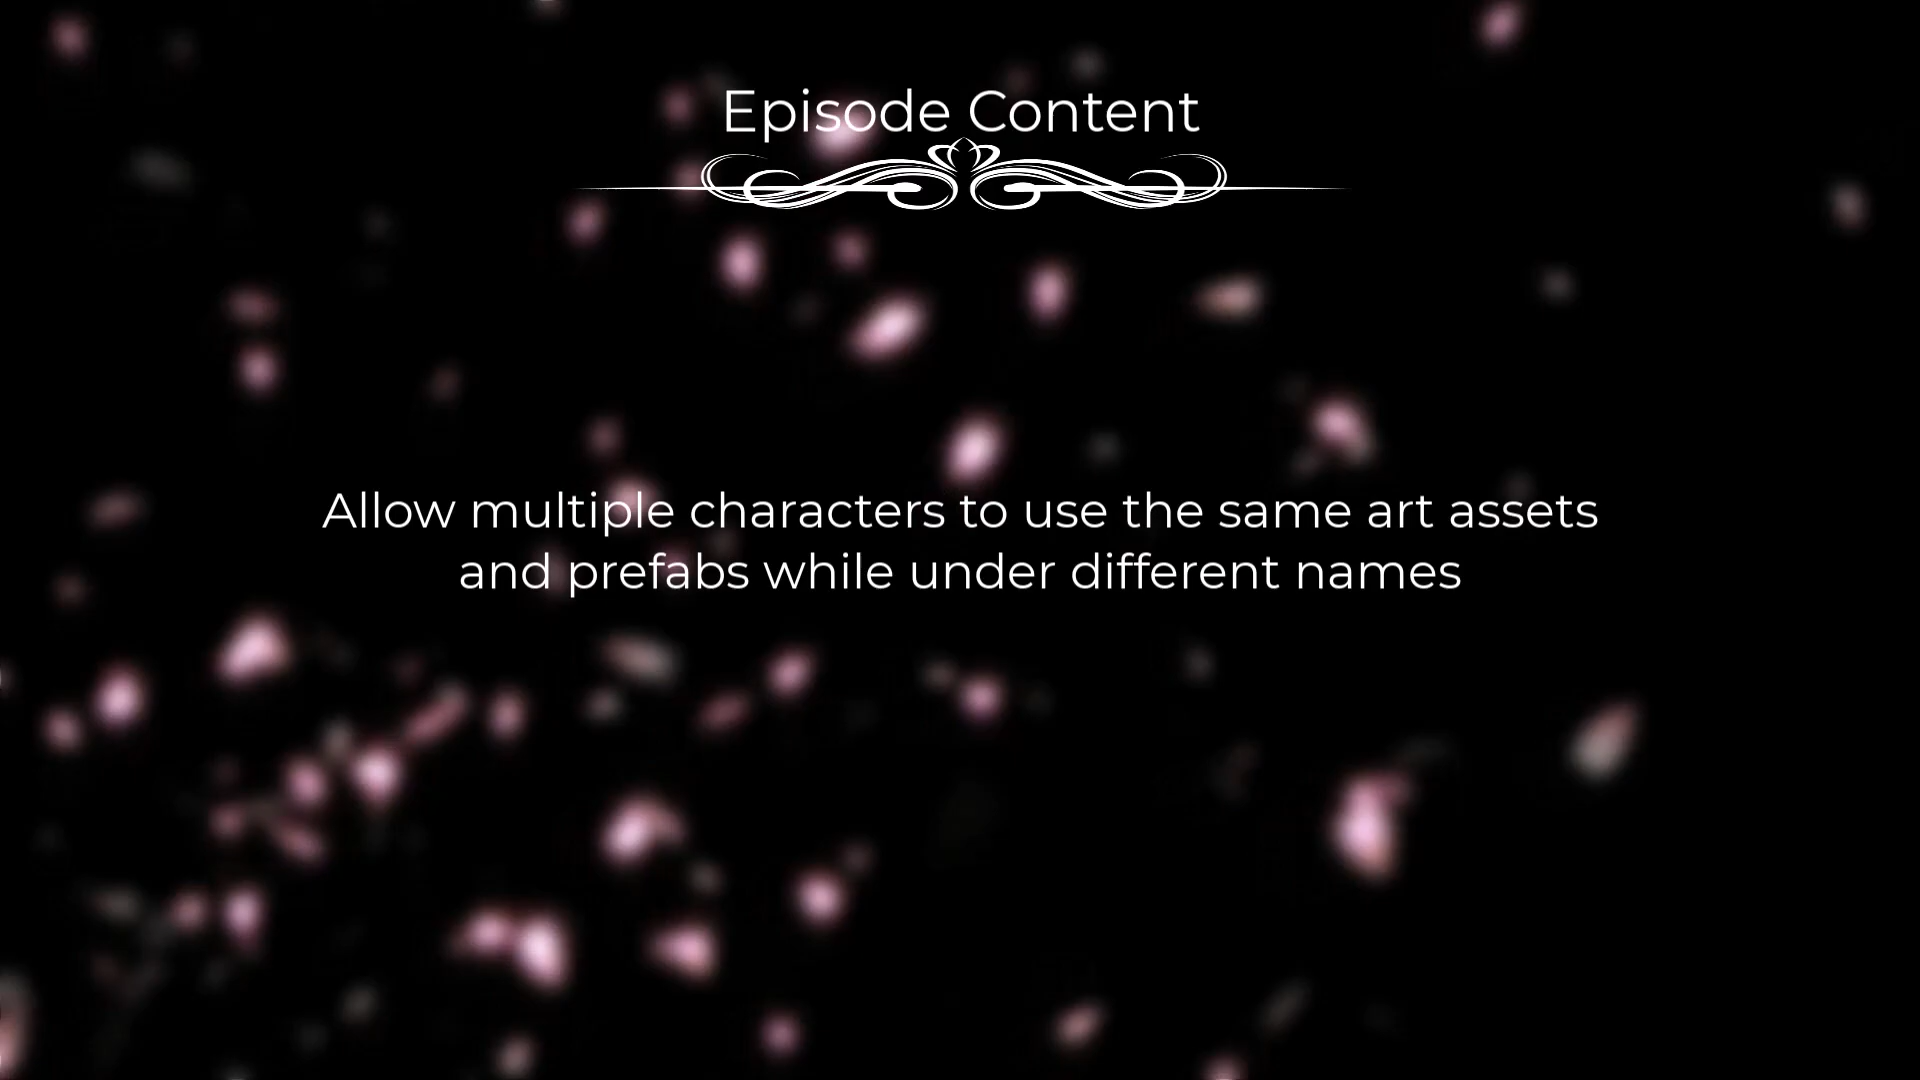 Episode Content
Allow multiple characters to use the same art assets
and prefabs while under different names